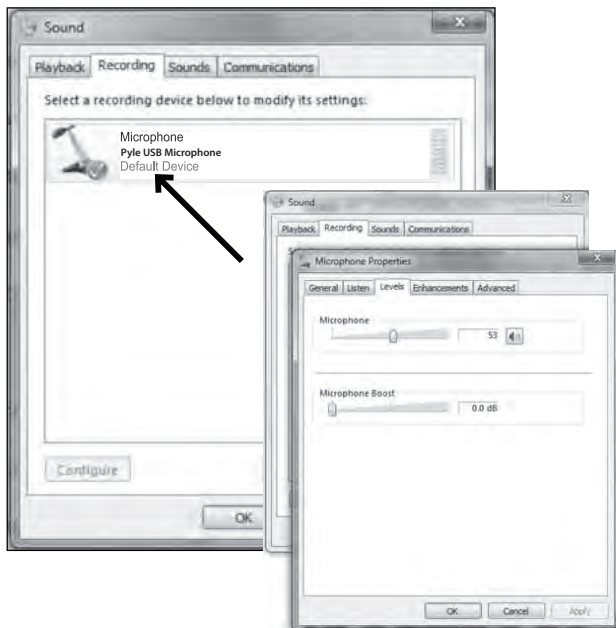 Sound
Playback Recording Sounds Communications
Select a recording device below to modify its settings:
Microphone
Pyle USB Microphone
Default Device
Configure
OK
Sound
Playback Recording Sounds Communications
Microphone Properties
General Listen Levels Enhancements Advanced
Microphone
53
Microphone Boost
0.0 dB
OK Cancel Apply